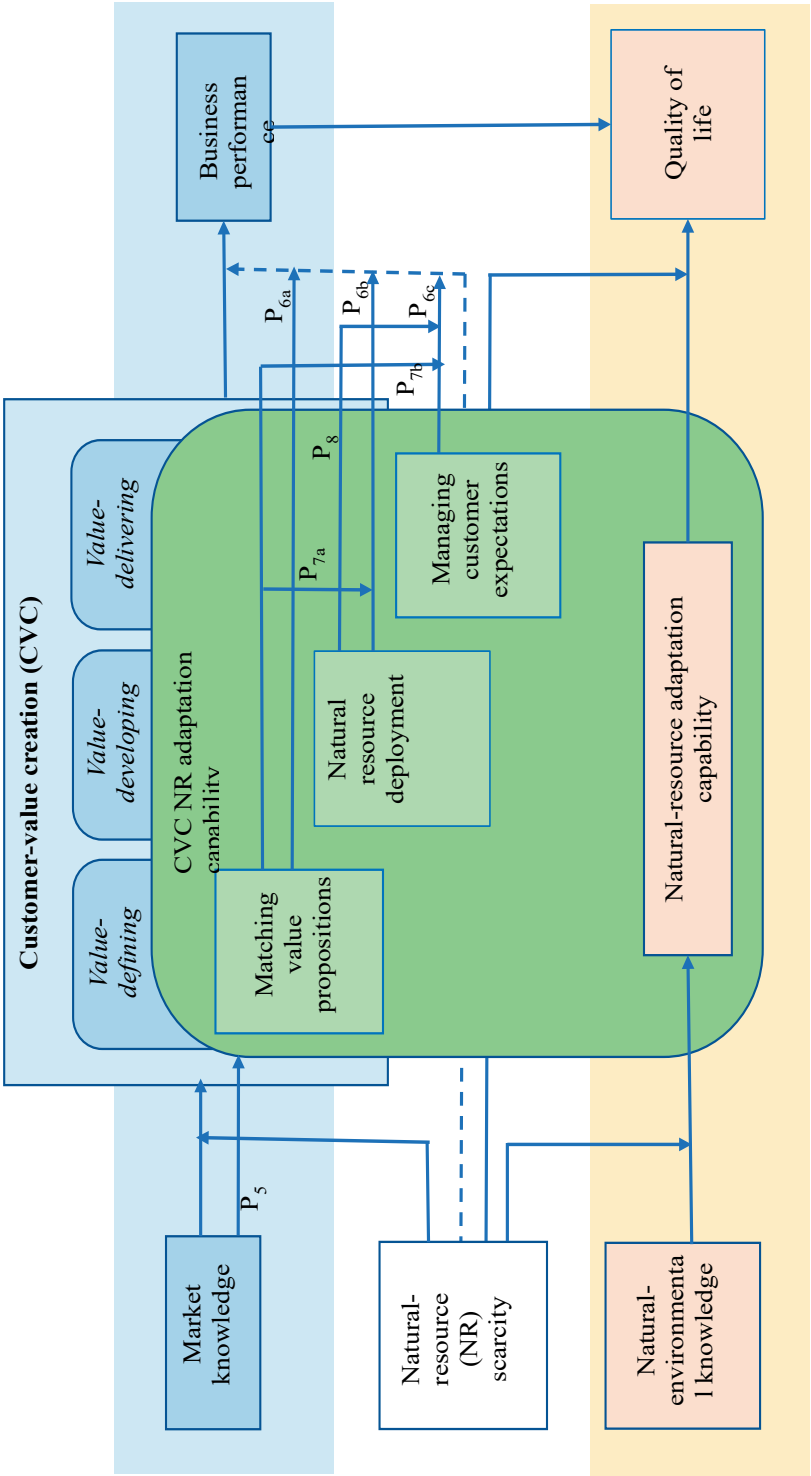 Customer-value creation (CVC)
Value-
defining
Value-
developing
Value-
delivering
CVC NR adaptation
capability
Market
knowledge
P5
Matching
value
propositions
Natural
resource
deployment
Managing
customer
expectations
P7a
P8
P7b
P6a
P6b
P6c
Business
performan
ce
Natural-
resource
(NR)
scarcity
Natural-
environmenta
l knowledge
Natural-resource adaptation
capability
Quality of
life